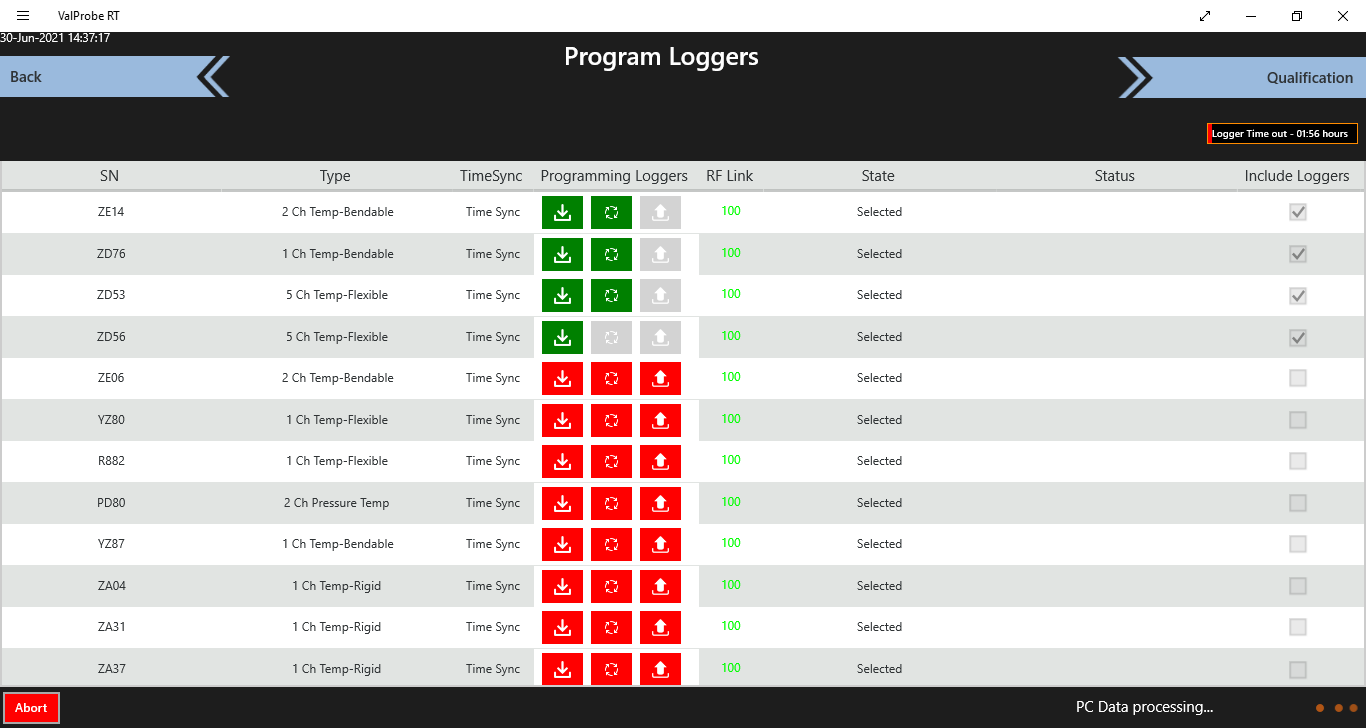 ValProbe RT
30-Jun-2021 14:37:17
Program Loggers
Back
Qualification
Logger Time out - 01:56 hours
SN Type TimeSync Programming Loggers RF Link State Status Include Loggers
ZE14 2 Ch Temp-Bendable Time Sync 100 Selected
ZD76 1 Ch Temp-Bendable Time Sync 100 Selected
ZD53 5 Ch Temp-Flexible Time Sync 100 Selected
ZD56 5 Ch Temp-Flexible Time Sync 100 Selected
ZE06 2 Ch Temp-Bendable Time Sync 100 Selected
YZ80 1 Ch Temp-Flexible Time Sync 100 Selected
R882 1 Ch Temp-Flexible Time Sync 100 Selected
PD80 2 Ch Pressure Temp Time Sync 100 Selected
YZ87 1 Ch Temp-Bendable Time Sync 100 Selected
ZA04 1 Ch Temp-Rigid Time Sync 100 Selected
ZA31 1 Ch Temp-Rigid Time Sync 100 Selected
ZA37 1 Ch Temp-Rigid Time Sync 100 Selected
Abort
PC Data processing...